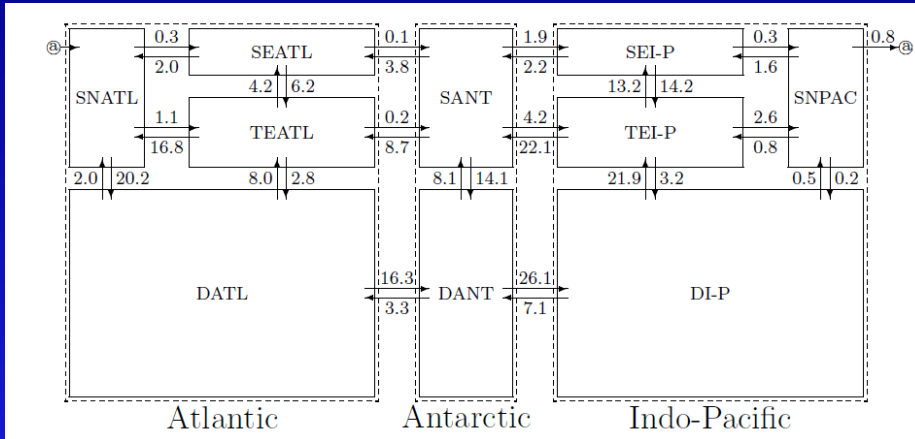 0.3 0.1 1.9 0.3 0.8
@ @
SEATL SEI-P
2.0 3.8 2.2 1.6
4.2 6.2 13.2 14.2
SNATL SANT SNPAC
1.1 0.2 4.2 2.6
TEATL TEI-P
16.8 8.7 22.1 0.8
2.0 20.2 8.0 2.8 8.1 14.1 21.9 3.2 0.5 0.2
16.3 26.1
DATL DANT DI-P
3.3 7.1
Atlantic Antarctic Indo-Pacific